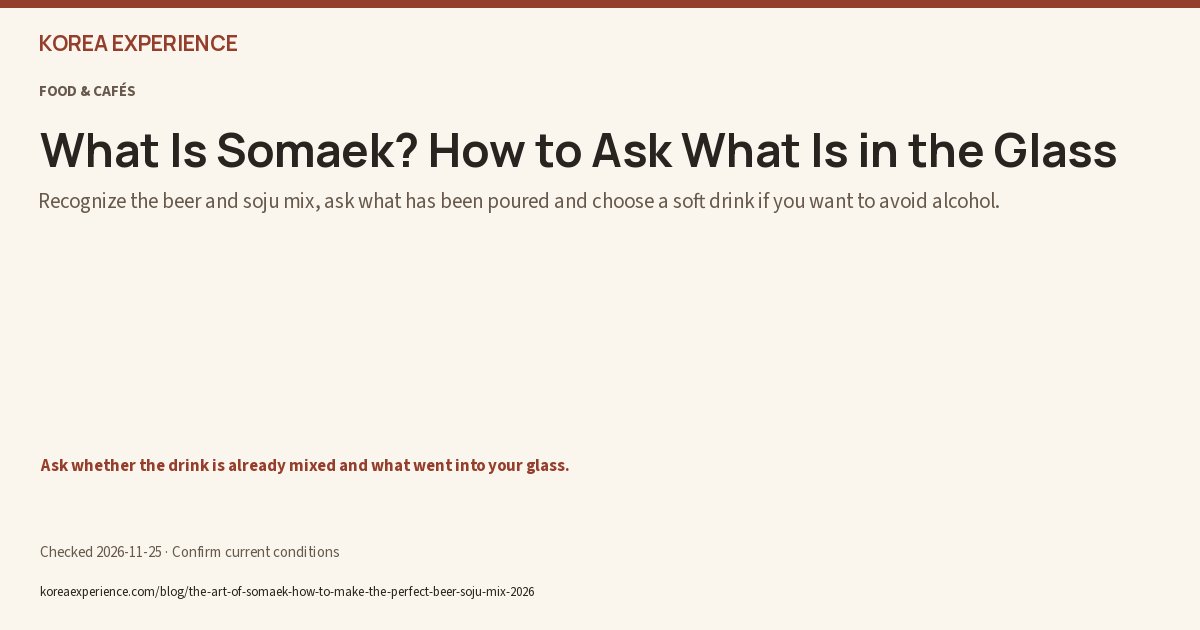 KOREA EXPERIENCE
FOOD & CAFÉS
What Is Somaek? How to Ask What Is in the Glass
Recognize the beer and soju mix, ask what has been poured and choose a soft drink if you want to avoid alcohol.
Ask whether the drink is already mixed and what went into your glass.
Checked 2026-11-25 · Confirm current conditions
koreaexperience.com/blog/the-art-of-somaek-how-to-make-the-perfect-beer-soju-mix-2026